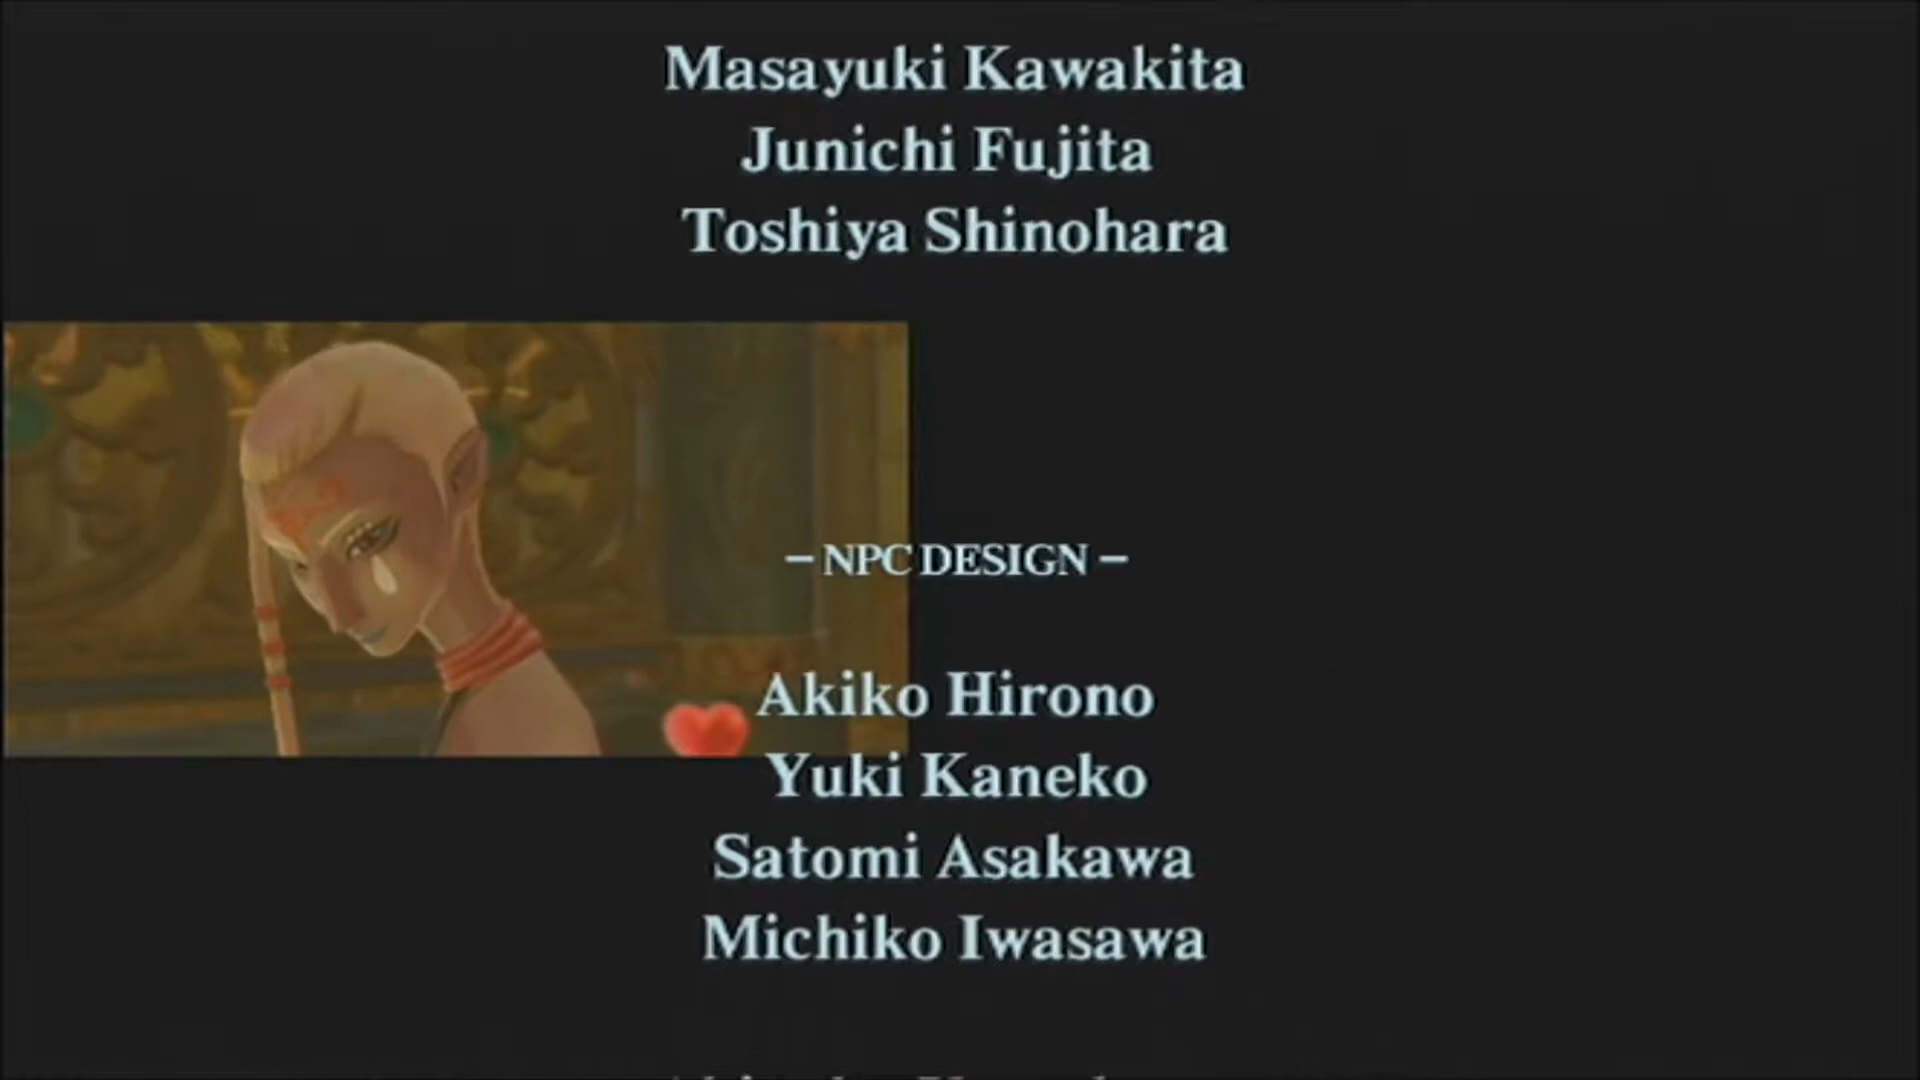 Masayuki Kawakita
Junichi Fujita
Toshiya Shinohara
– NPC DESIGN –
Akiko Hirono
Yuki Kaneko
Satomi Asakawa
Michiko Iwasawa